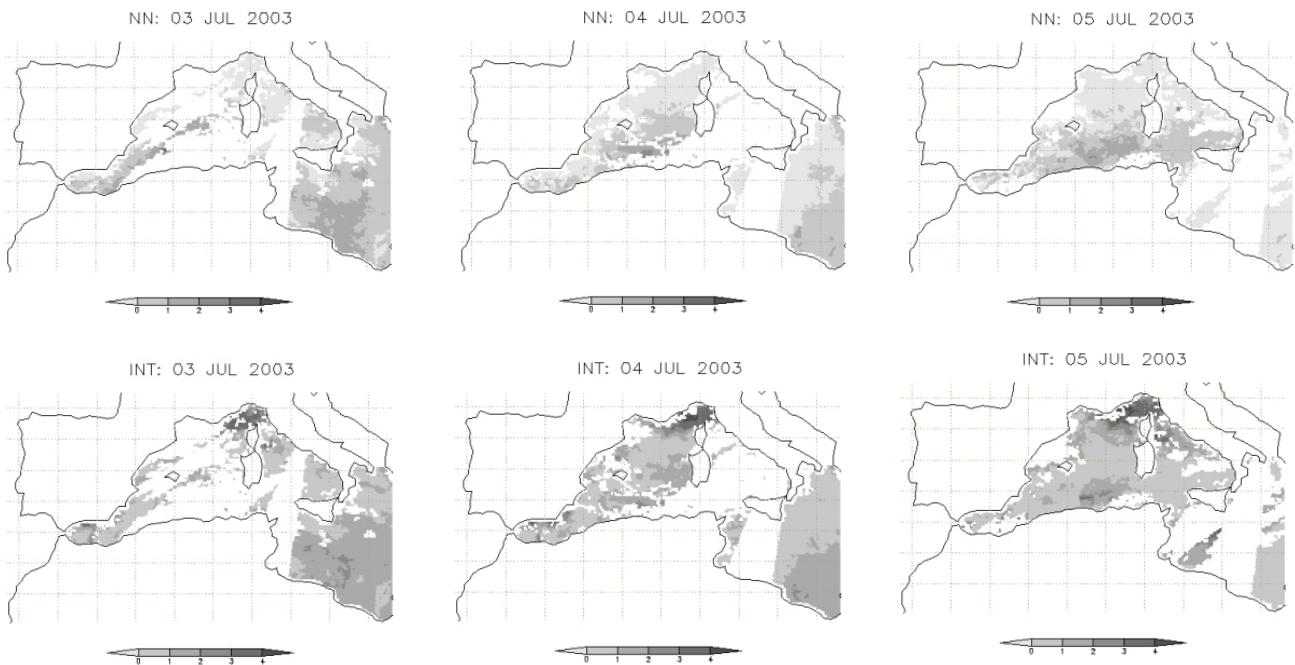 NN: 03 JUL 2003
NN: 04 JUL 2003
NN: 05 JUL 2003
0 1 2 3 4
0 1 2 3 4
0 1 2 3 4
INT: 03 JUL 2003
INT: 04 JUL 2003
INT: 05 JUL 2003
0 1 2 3 4
0 1 2 3 4
0 1 2 3 4